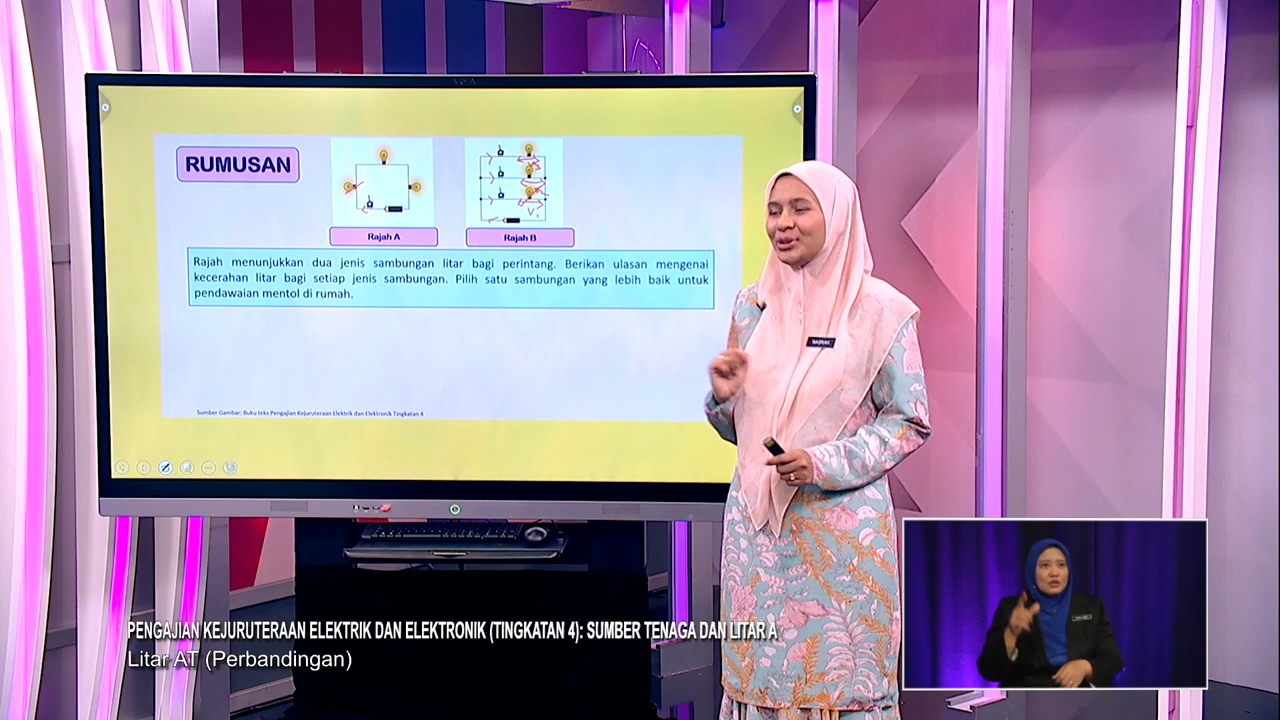 RUMUSAN
Rajah A
Rajah B
V₁
Rajah menunjukkan dua jenis sambungan litar bagi perintang. Berikan ulasan mengenai
kecerahan litar bagi setiap jenis sambungan. Pilih satu sambungan yang lebih baik untuk
pendawaian mentol di rumah.
Sumber Gambar: Buku teks Pengajian Kejuruteraan Elektrik dan Elektronik Tingkatan 4
PENGAJIAN KEJURUTERAAN ELEKTRIK DAN ELEKTRONIK (TINGKATAN 4): SUMBER TENAGA DAN LITAR A
Litar AT (Perbandingan)